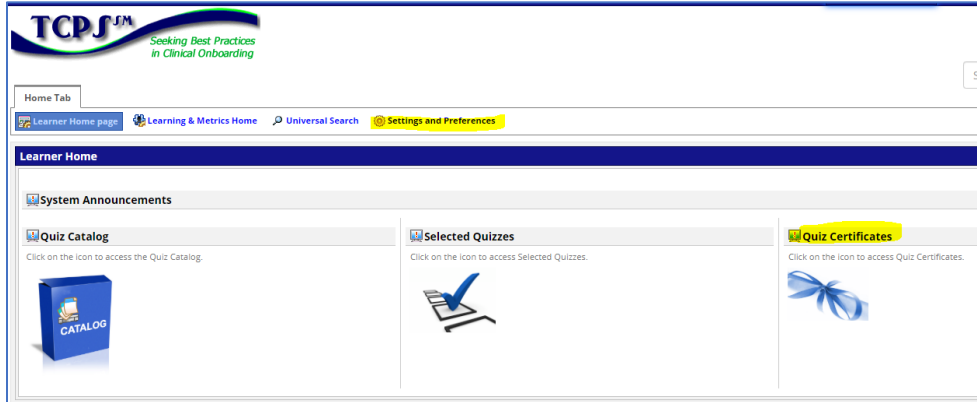 TCPS SM
Seeking Best Practices
in Clinical Onboarding
S
Home Tab
Learner Home page Learning & Metrics Home Universal Search Settings and Preferences
Learner Home
System Announcements
Quiz Catalog
Click on the icon to access the Quiz Catalog.
CATALOG
Selected Quizzes
Click on the icon to access Selected Quizzes.
Quiz Certificates
Click on the icon to access Quiz Certificates.